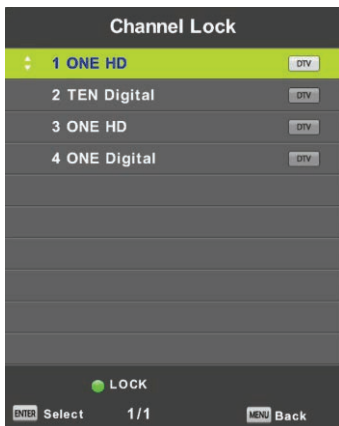 Channel Lock
1 ONE HD DTV
2 TEN Digital DTV
3 ONE HD DTV
4 ONE Digital DTV
LOCK
ENTER Select 1/1 MENU Back